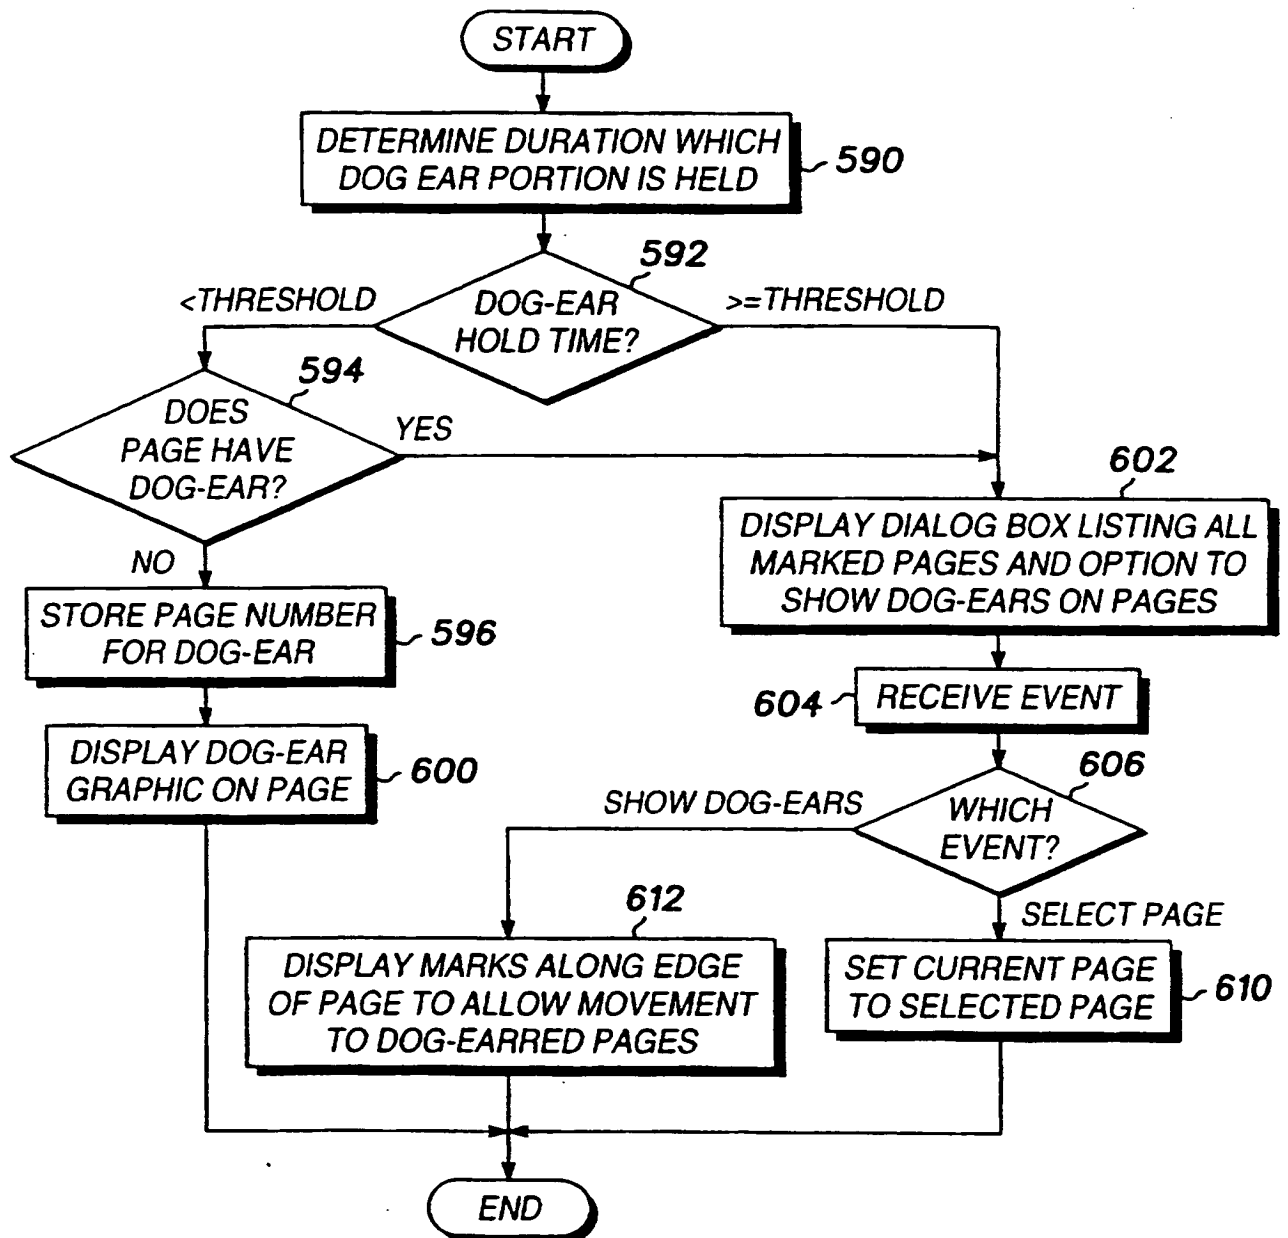 START
DETERMINE DURATION WHICH
DOG EAR PORTION IS HELD
590
592
<THRESHOLD
DOG-EAR
HOLD TIME?
>=THRESHOLD
594
DOES
PAGE HAVE
DOG-EAR?
YES
NO
602
DISPLAY DIALOG BOX LISTING ALL
MARKED PAGES AND OPTION TO
SHOW DOG-EARS ON PAGES
STORE PAGE NUMBER
FOR DOG-EAR
596
604
RECEIVE EVENT
DISPLAY DOG-EAR
GRAPHIC ON PAGE
600
606
SHOW DOG-EARS
WHICH
EVENT?
612
SELECT PAGE
DISPLAY MARKS ALONG EDGE
OF PAGE TO ALLOW MOVEMENT
TO DOG-EARRED PAGES
SET CURRENT PAGE
TO SELECTED PAGE
610
END